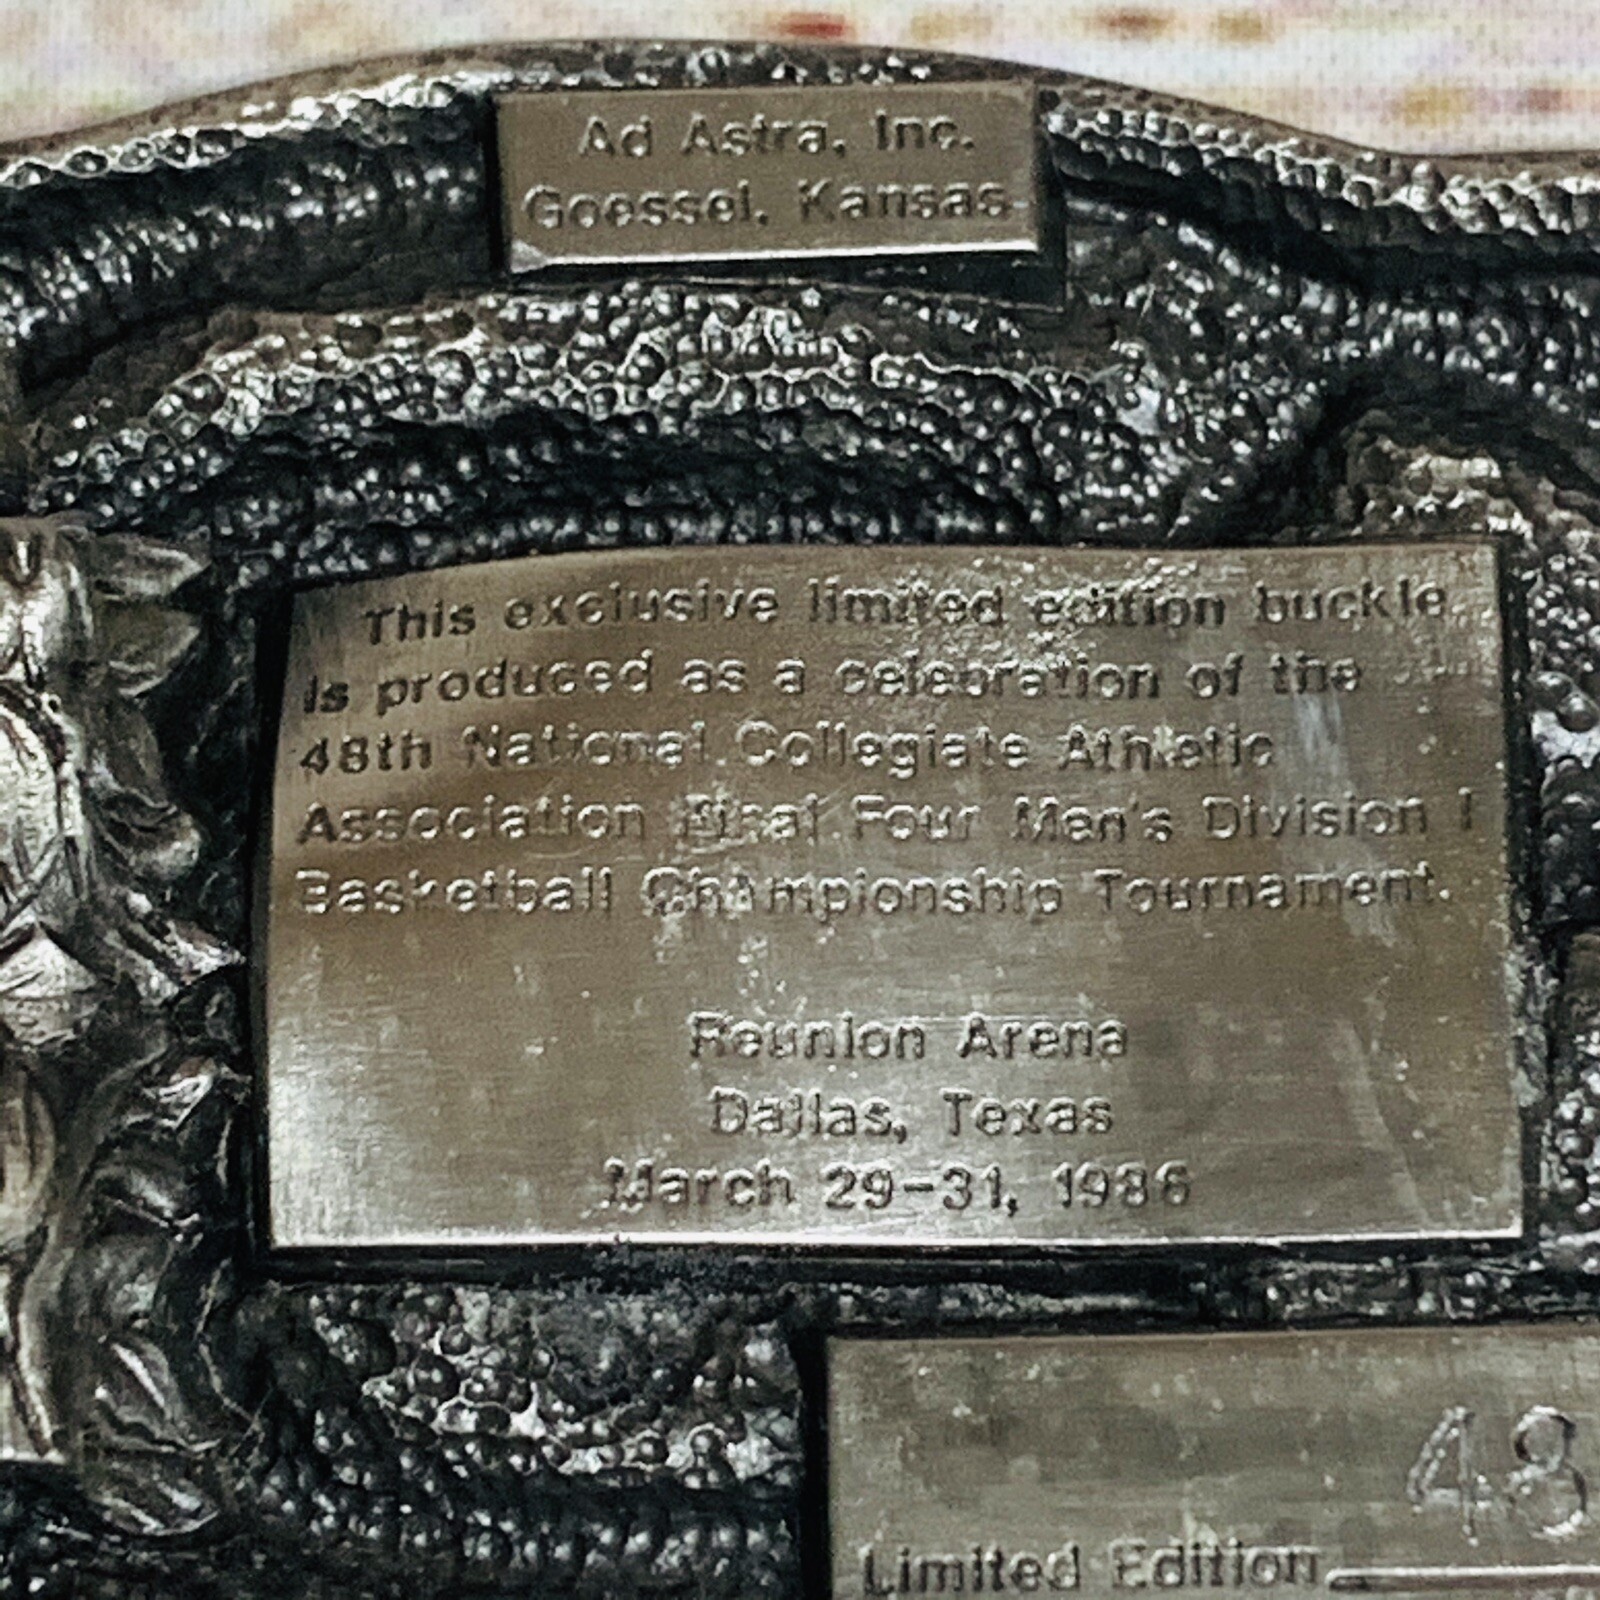 Ad Astra, Inc.
Goessel, Kansas
This exclusive limited edition buckle
is produced as a celebration of the
48th National Collegiate Athletic
Association Final Four Men's Division I
Basketball Championship Tournament.
Reunion Arena
Dallas, Texas
March 29-31, 1986
48
Limited Edition